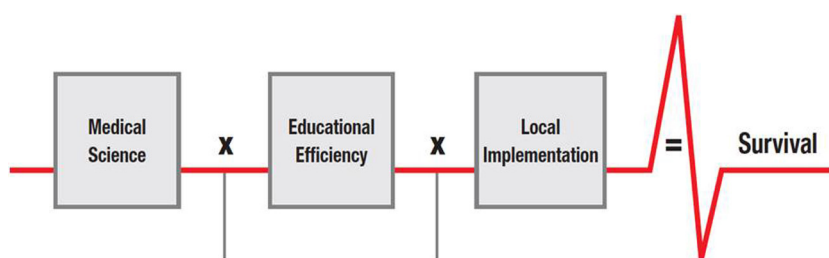 Medical
Science
x
Educational
Efficiency
x
Local
Implementation
=
Survival